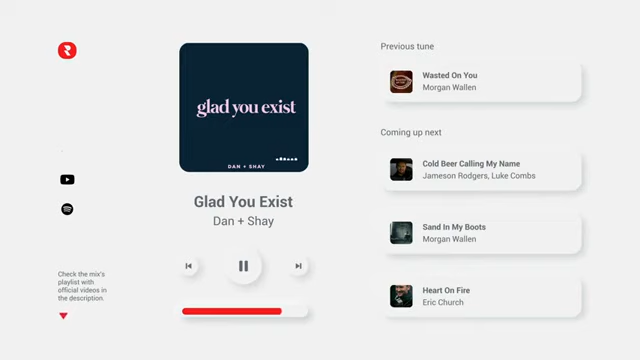 glad you exist
DAN + SHAY
Glad You Exist
Dan + Shay
Check the mix's
playlist with
official videos in
the description.
Previous tune
Wasted On You
Morgan Wallen
Coming up next
Cold Beer Calling My Name
Jameson Rodgers, Luke Combs
Sand In My Boots
Morgan Wallen
Heart On Fire
Eric Church